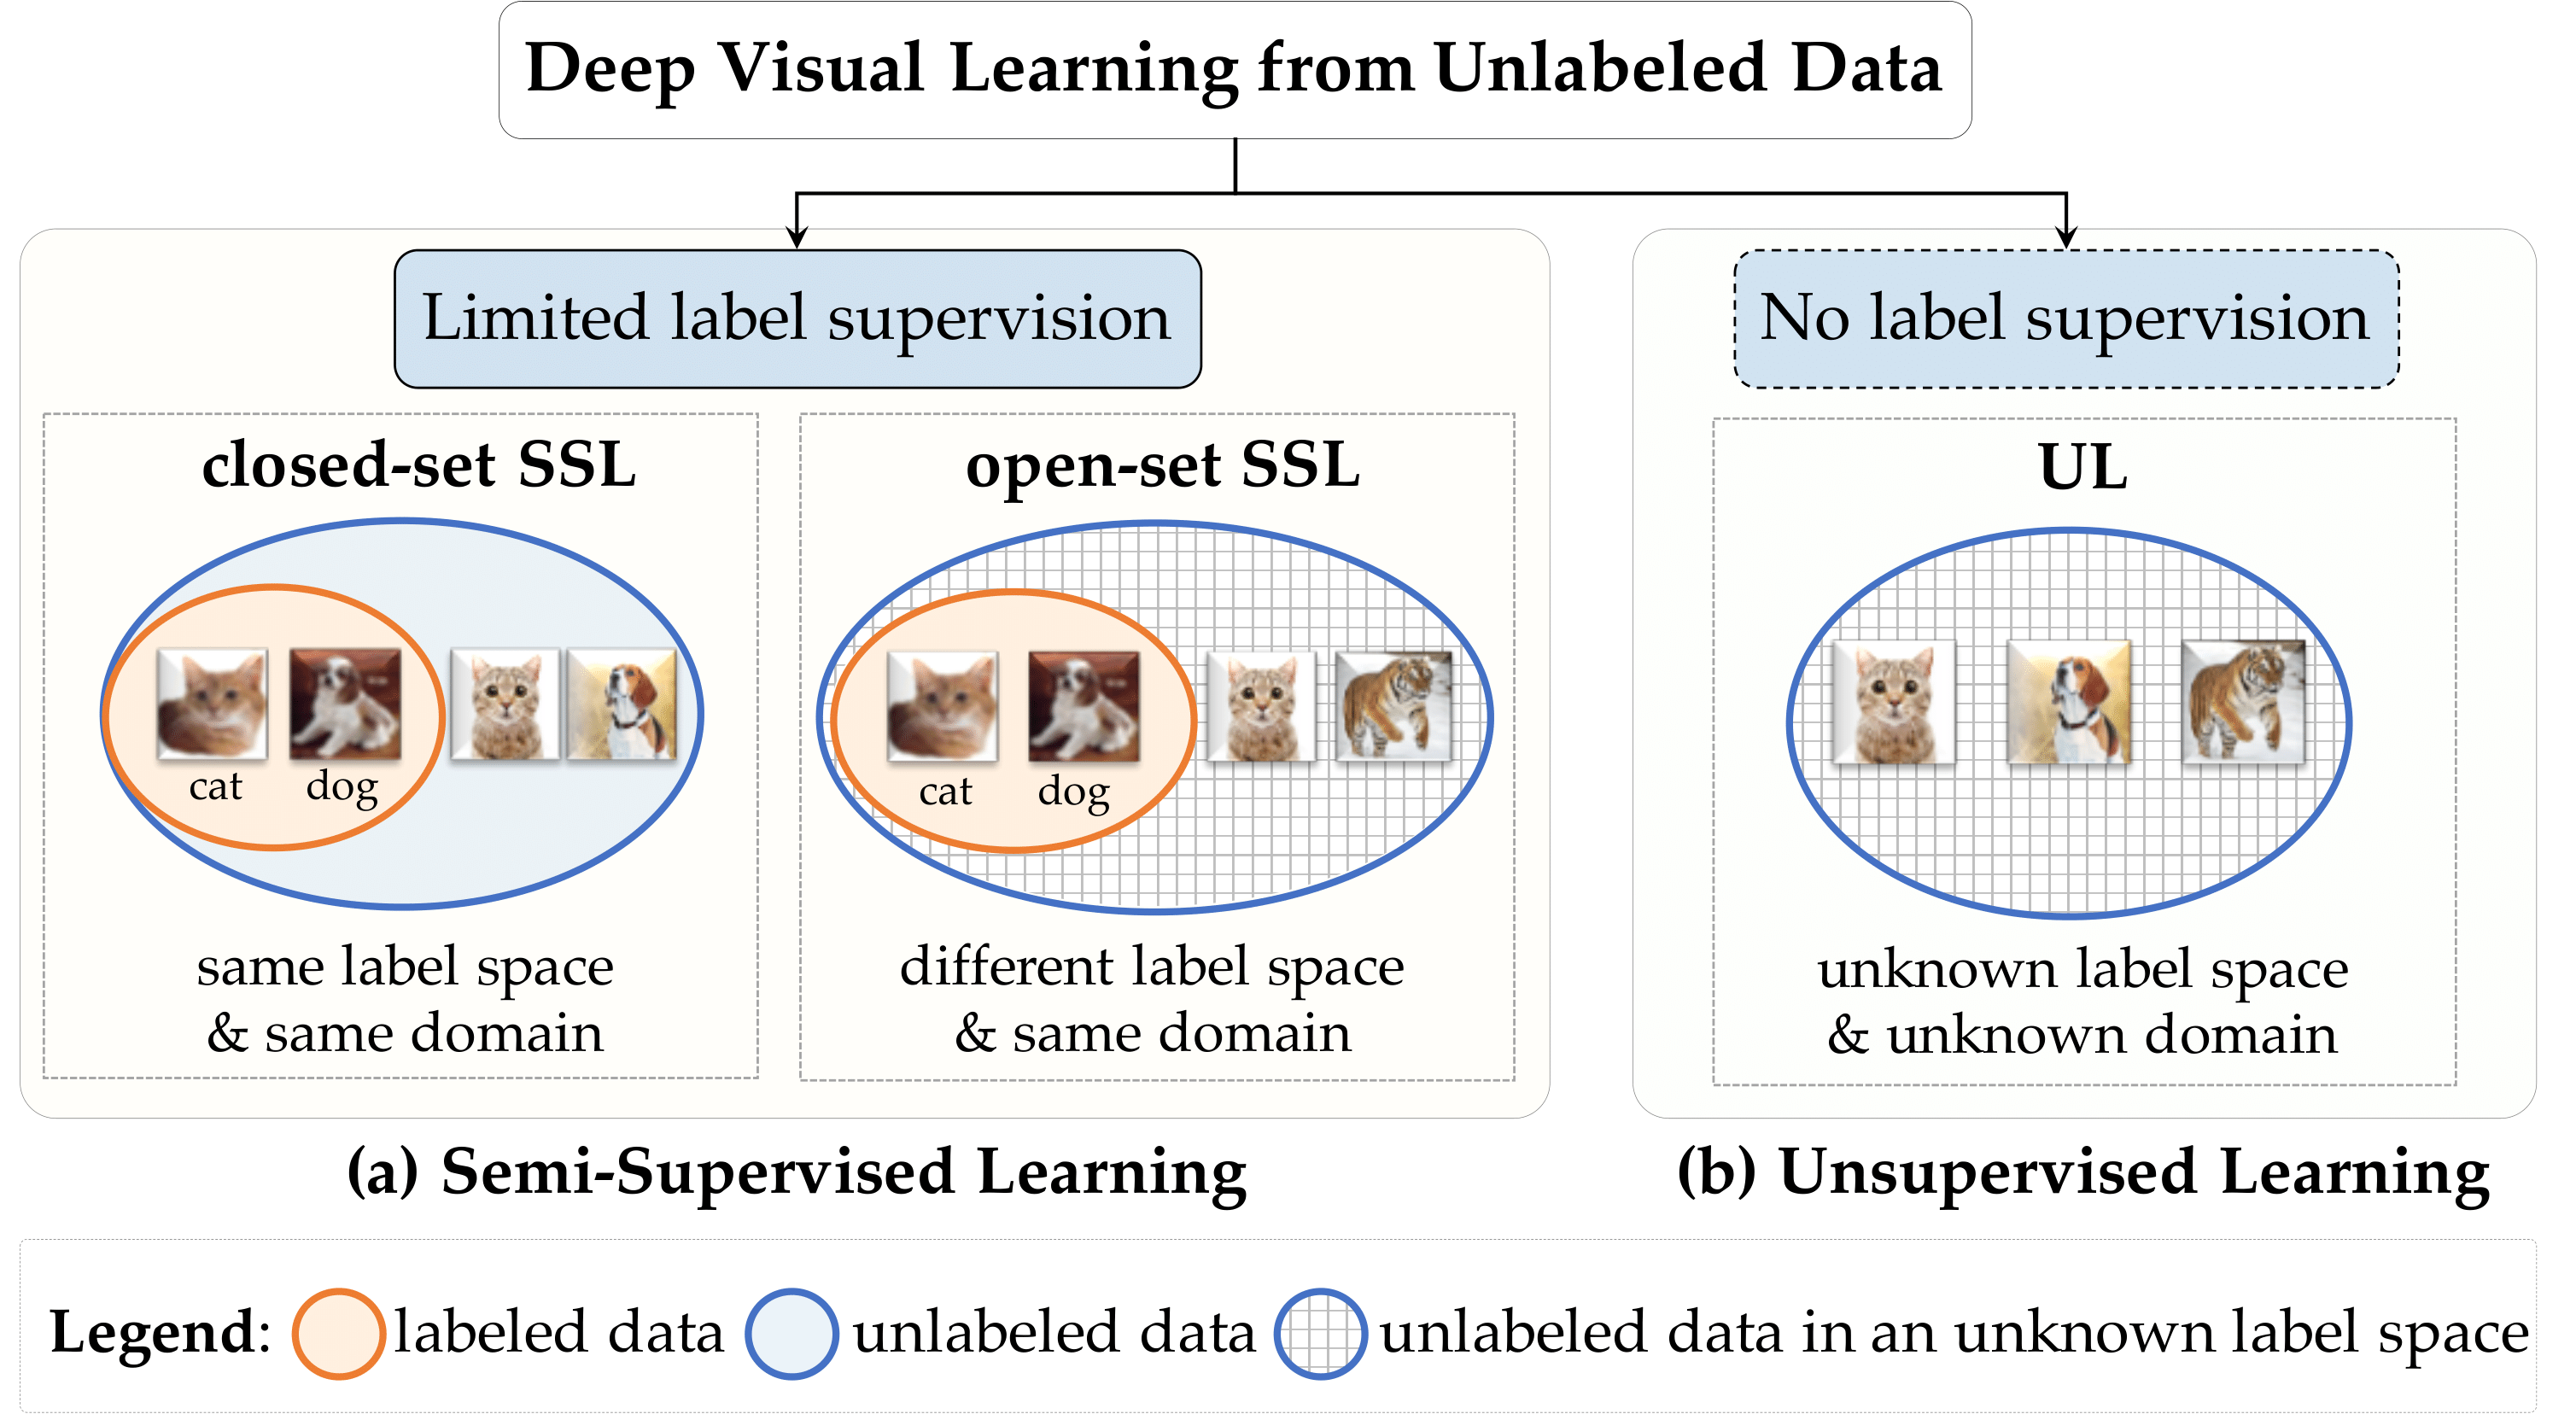 Deep Visual Learning from Unlabeled Data
Limited label supervision
No label supervision
closed-set SSL
cat
dog
same label space
& same domain
open-set SSL
cat
dog
different label space
& same domain
UL
unknown label space
& unknown domain
(a) Semi-Supervised Learning
(b) Unsupervised Learning
Legend: labeled data unlabeled data unlabeled data in an unknown label space